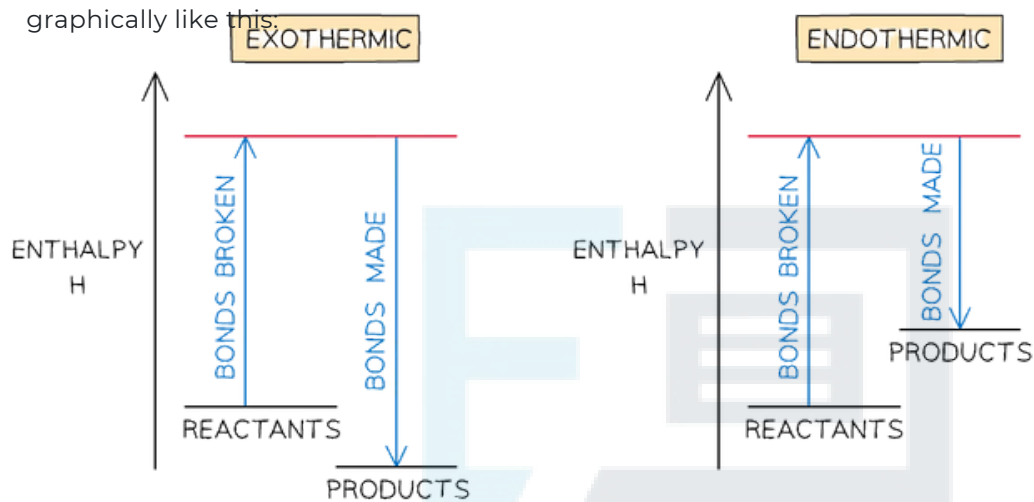 graphically like this:
EXOTHERMIC
ENTHALPY
H
BONDS BROKEN
BONDS MADE
REACTANTS
PRODUCTS
ENDOTHERMIC
ENTHALPY
H
BONDS BROKEN
BONDS MADE
PRODUCTS
REACTANTS